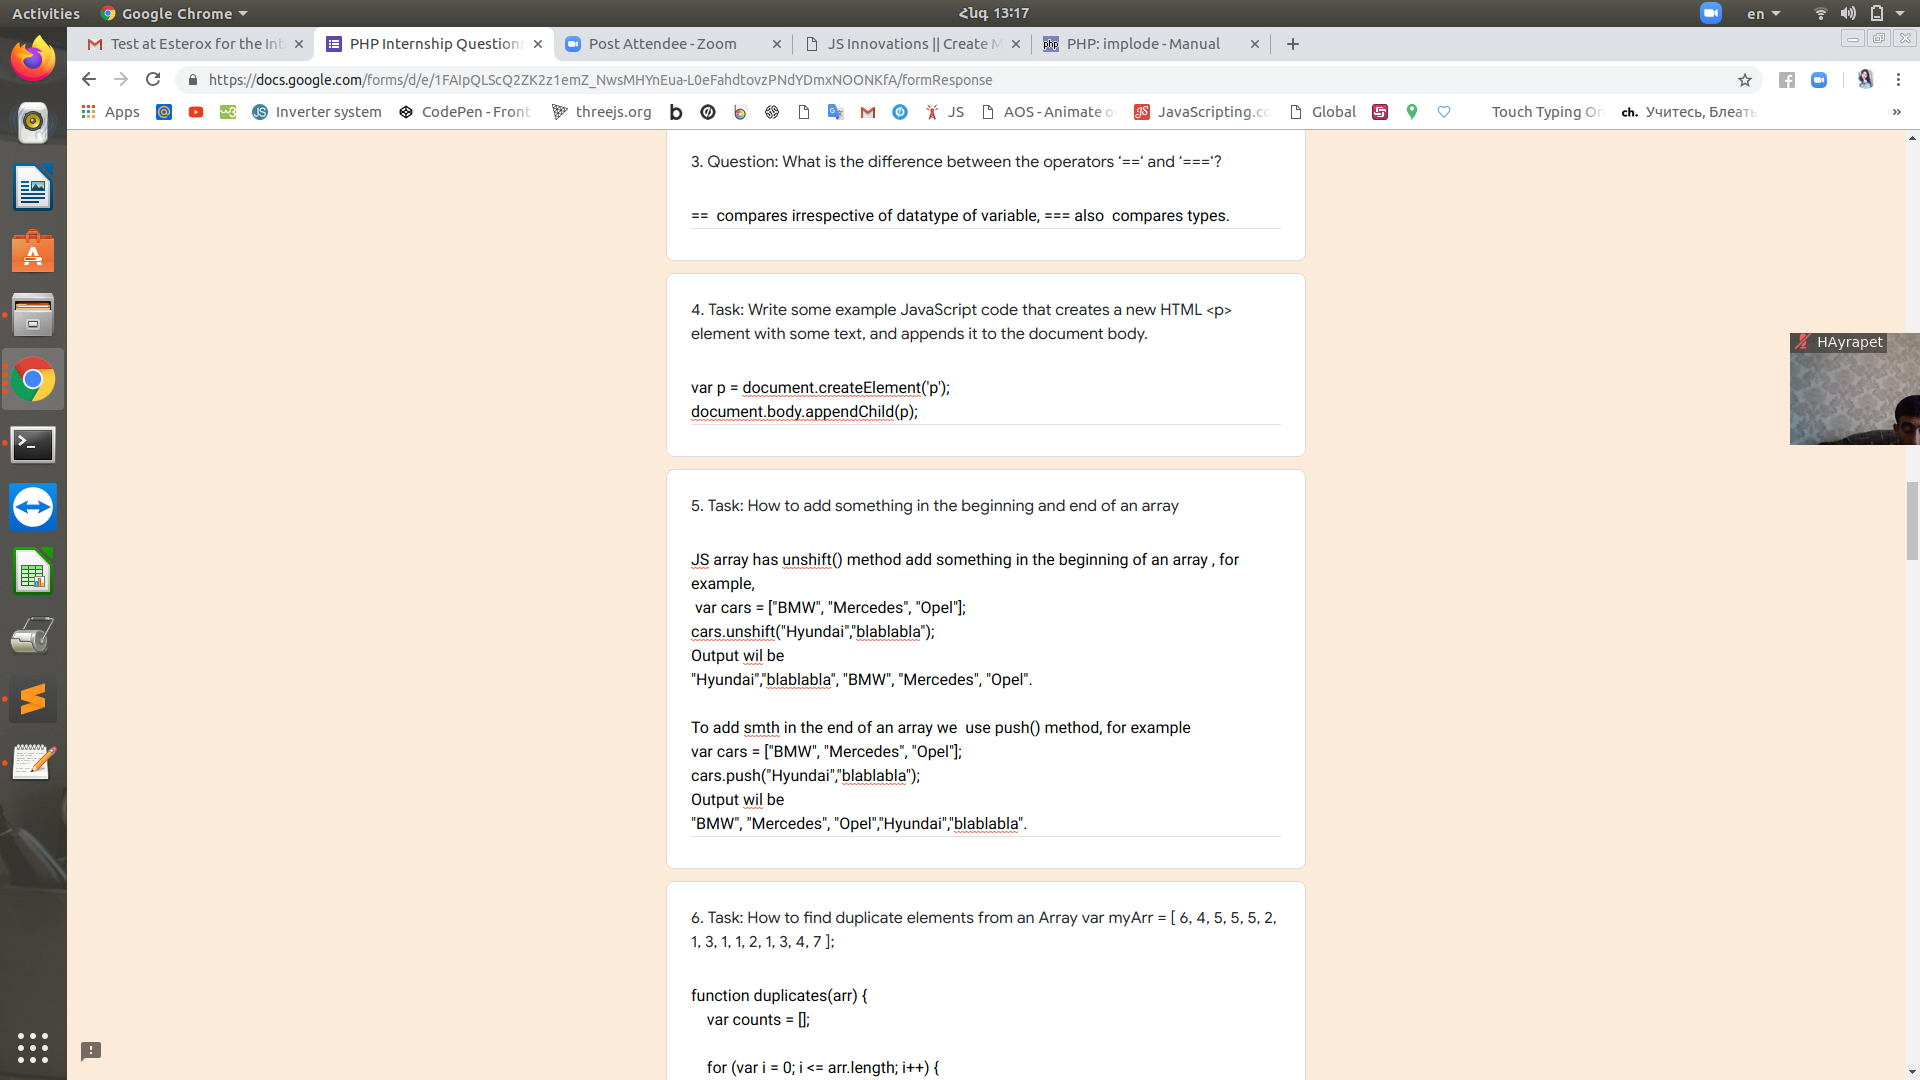 Activities
Google Chrome
Հնգ 13:17
en
Test at Esterox for the Int
PHP Internship Question
Post Attendee - Zoom
JS Innovations || Create M
PHP: implode - Manual
https://docs.google.com/forms/d/e/1FAIpQLScQ2ZK2z1emZ_NwsMHYnEua-L0eFahdtovzPNdYDmxNOONKfA/formResponse
Apps
Inverter system
CodePen - Front
threejs.org
JS
AOS - Animate o
JavaScripting.co
Global
Touch Typing On
ch. Учитесь, Блеать
»
3. Question: What is the difference between the operators ‘==‘ and ‘===‘?
==  compares irrespective of datatype of variable, === also  compares types.
4. Task: Write some example JavaScript code that creates a new HTML <p>
element with some text, and appends it to the document body.
var p = document.createElement('p');
document.body.appendChild(p);
HAyrapet
5. Task: How to add something in the beginning and end of an array
JS array has unshift() method add something in the beginning of an array , for
example,
var cars = ["BMW", "Mercedes", "Opel"];
cars.unshift("Hyundai","blablabla");
Output wil be
"Hyundai","blablabla", "BMW", "Mercedes", "Opel".
To add smth in the end of an array we  use push() method, for example
var cars = ["BMW", "Mercedes", "Opel"];
cars.push("Hyundai","blablabla");
Output wil be
"BMW", "Mercedes", "Opel","Hyundai","blablabla".
6. Task: How to find duplicate elements from an Array var myArr = [ 6, 4, 5, 5, 5, 2,
1, 3, 1, 1, 2, 1, 3, 4, 7 ];
function duplicates(arr) {
var counts = [];
for (var i = 0; i <= arr.length; i++) {